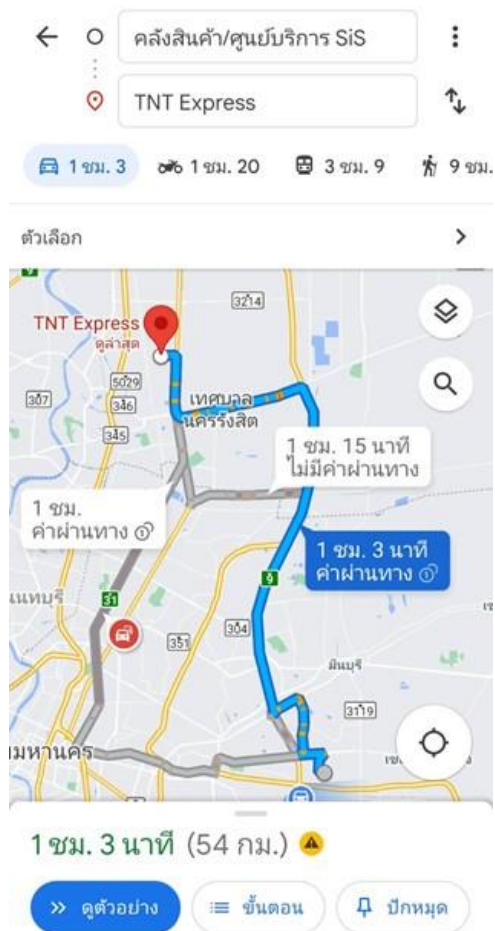 คลังสินค้า/ศูนย์บริการ SiS
TNT Express
1 ชม. 3
1 ชม. 20
3 ชม. 9
9 ชม.
ตัวเลือก
9
3214
TNT Express
ดูล่าสุด
5029
307
346
เทศบาล
นครรังสิต
345
1 ชม. 15 นาที
ไม่มีค่าผ่านทาง
1 ชม.
ค่าผ่านทาง
1 ชม. 3 นาที
ค่าผ่านทาง
9
นนทบุรี
31
304
351
มีนบุรี
3119
มมหานคร
1 ชม. 3 นาที (54 กม.)
ดูตัวอย่าง
ขั้นตอน
ปักหมุด